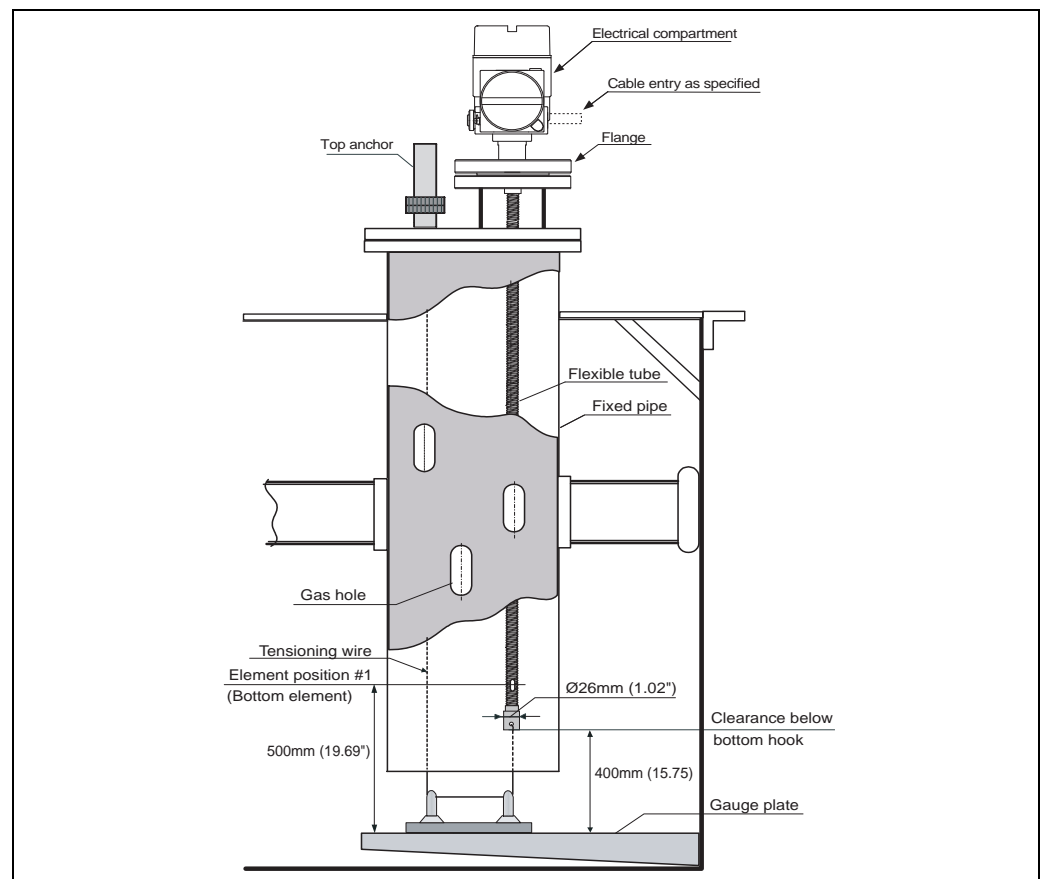 Electrical compartment
Cable entry as specified
Flange
Top anchor
Flexible tube
Fixed pipe
Gas hole
Tensioning wire
Element position #1
(Bottom element)
Ø26mm (1.02")
Clearance below
bottom hook
500mm (19.69")
400mm (15.75)
Gauge plate